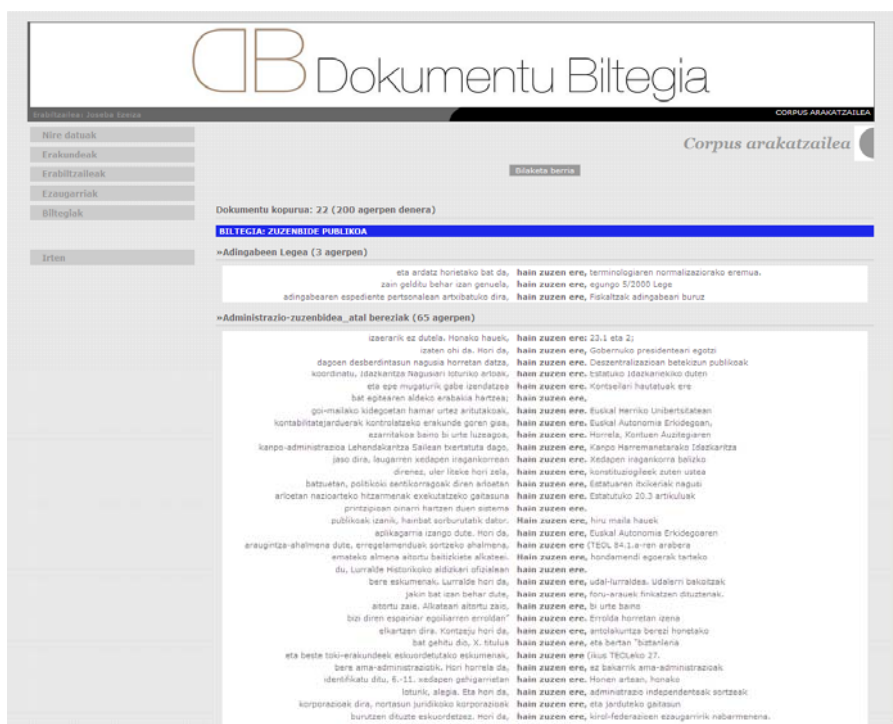 DB Dokumentu Biltegia
Erabiltzailea: Joseba Ezeiza
CORPUS ARAKATZAILEA
Nire datuak
Erakundeak
Erabiltzaileak
Ezaugarriak
Biltegiak
Irten
Corpus arakatzailea
Bilaketa berria
Dokumentu kopurua: 22 (200 agerpen denera)
BILTEGIA: ZUZENBIDE PUBLIKOA
»Adingabeen Legea (3 agerpen)
eta ardatz horietako bat da, hain zuzen ere, terminologiaren normalizaziorako eremua.
zain gelditu behar izan genuela, hain zuzen ere, egungo 5/2000 Lege
adingabearen espediente pertsonalean artxibatuko dira, hain zuzen ere, Fiskaltzak adingabeari buruz
»Administrazio-zuzenbidea_atal bereziak (65 agerpen)
izaerarik ez dutela. Honako hauek, hain zuzen ere: 23.1 eta 2;
izaten ohi da. Hori da, hain zuzen ere, Gobernuko presidenteari egotzi
dagoen desberdintasun nagusia horretan datza, hain zuzen ere. Deszentralizazioan betekizun publikoak
koordinatu, Idazkaritza Nagusiari loturiko arloak, hain zuzen ere. Estatuko Idazkariekiko duten
eta epe mugaturik gabe izendatzea hain zuzen ere. Kontseilari hautatuak ere
bat egitearen aldeko erabakia hartzea; hain zuzen ere,
goi-mailako kidegoetan hamar urtez aritutakoak, hain zuzen ere. Euskal Herriko Unibertsitatean
kontabilitatejarduerak kontrolatzeko erakunde goren gisa, hain zuzen ere. Euskal Autonomia Erkidegoan,
ezarritakoa baino bi urte luzeagoa, hain zuzen ere. Horrela, Kontuen Auzitegiaren
kanpo-administrazioa Lehendakaritza Sailean txertatuta dago, hain zuzen ere, Kanpo Harremanetarako Idazkaritza
jaso dira, laugarren xedapen iragankorrean hain zuzen ere. Xedapen iragankorra balizko
direnez, uler liteke hori zela, hain zuzen ere, konstituziogileek zuten ustea
batzuetan, politikoki sentikorragoak diren arloetan hain zuzen ere, Estatuaren itxikeriak nagusi
arloetan nazioarteko hitzarmenak exekutatzeko gaitasuna hain zuzen ere. Estatutuko 20.3 artikuluak
printzipioan oinarri hartzen duen sistema hain zuzen ere.
publikoak izanik, hainbat sorburutatik dator. Hain zuzen ere, hiru maila hauek
aplikagarria izango dute. Hori da, hain zuzen ere, Euskal Autonomia Erkidegoaren
araugintza-ahalmena dute, erregelamenduak sortzeko ahalmena, hain zuzen ere (TEOL 84.1.a-ren arabera
emateko almena aitortu baitizkiete alkateei. Hain zuzen ere, hondamendi egoerak tarteko
du, Lurralde Historikoko aldizkari ofizialean hain zuzen ere.
bere eskumenak. Lurralde hori da, hain zuzen ere, udal-lurraldea. Udalerri bakoitzak
jakin bat izan behar dute, hain zuzen ere, foru-arauek finkatzen dituztenak.
aitortu zaie. Alkatean aitortu zaio, hain zuzen ere, bi urte baino
bizi diren espainiar egoiliarren erroldan" hain zuzen ere. Errolda horretan izena
elkartzen dira. Kontzeju hori da, hain zuzen ere, antolakuntza berezi honetako
bat gehitu dio, X. titulua hain zuzen ere, eta bertan "biztanleria
eta beste toki-erakundeek eskuordetutako eskumenak, hain zuzen ere (ikus TEOLeko 27.
bere ama-administraziotik. Hori horrela da, hain zuzen ere, ez bakarrik ama-administrazioak
identifikatu ditu, 6.-11. xedapen gehigarrietan hain zuzen ere. Honen artean, honako
loturik, alegia. Eta hori da, hain zuzen ere, administrazio independenteak sortzeak
korporazioak dira, nortasun juridikoko korporazioak hain zuzen ere, eta jarduteko gaitasun
burutzen dituzte eskuordetzez. Hori da, hain zuzen ere, kirol-federazioen ezaugarririk nabarmenena.